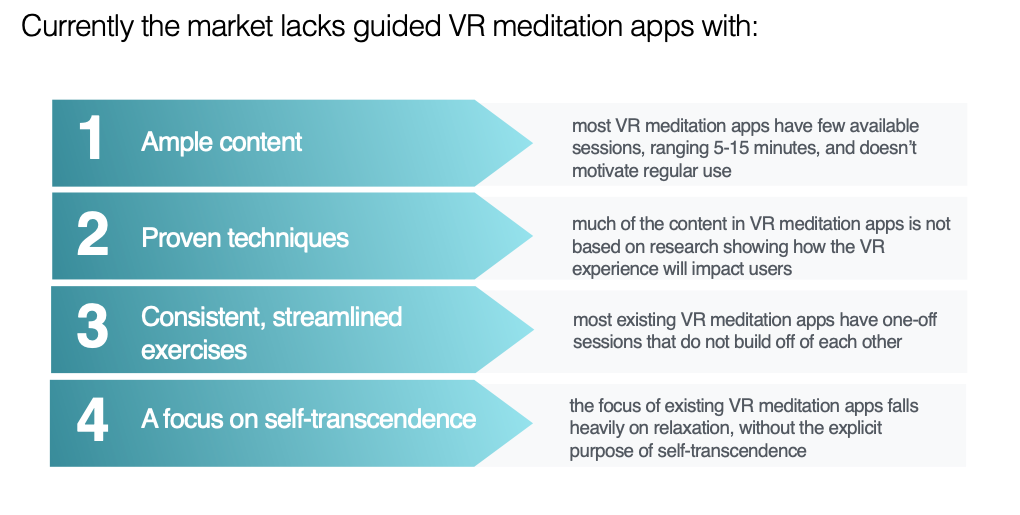 Currently the market lacks guided VR meditation apps with:
1
Ample content
most VR meditation apps have few available
sessions, ranging 5-15 minutes, and doesn't
motivate regular use
2
Proven techniques
much of the content in VR meditation apps is not
based on research showing how the VR
experience will impact users
3
Consistent, streamlined
exercises
most existing VR meditation apps have one-off
sessions that do not build off of each other
4
A focus on self-transcendence
the focus of existing VR meditation apps falls
heavily on relaxation, without the explicit
purpose of self-transcendence